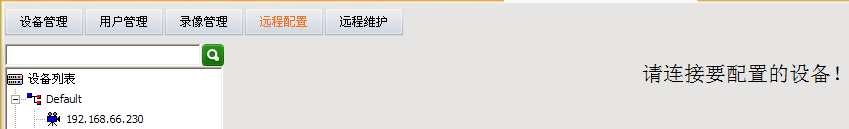 设备管理 用户管理 录像管理 远程配置 远程维护
请连接要配置的设备！
设备列表
Default
192.168.66.230